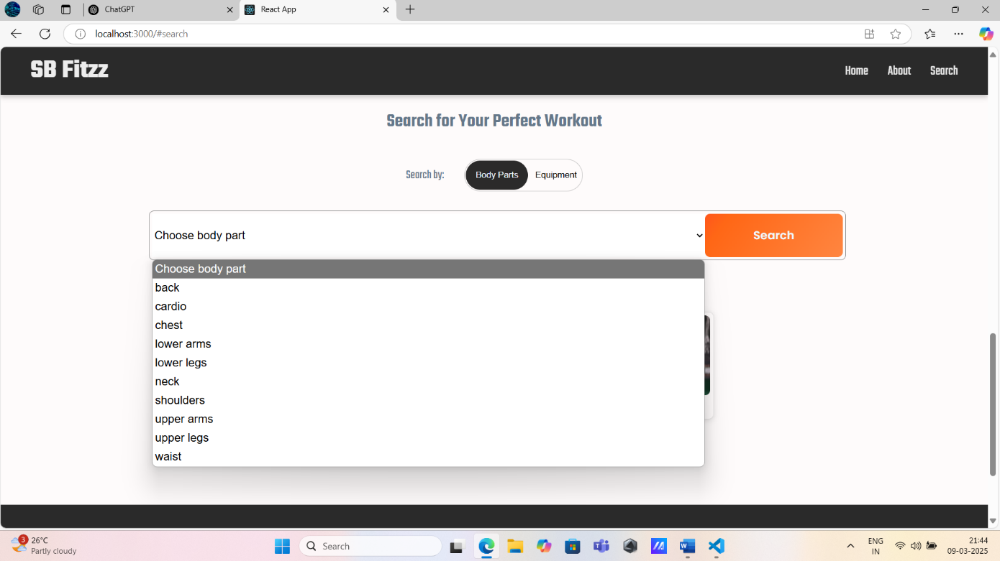 ChatGPT
React App
localhost:3000/#search
SB Fitzz
Home About Search
Search for Your Perfect Workout
Search by: Body Parts Equipment
Choose body part
Search
Choose body part
back
cardio
chest
lower arms
lower legs
neck
shoulders
upper arms
upper legs
waist
3
26°C
Partly cloudy
Search
ENG
IN
21:44
09-03-2025